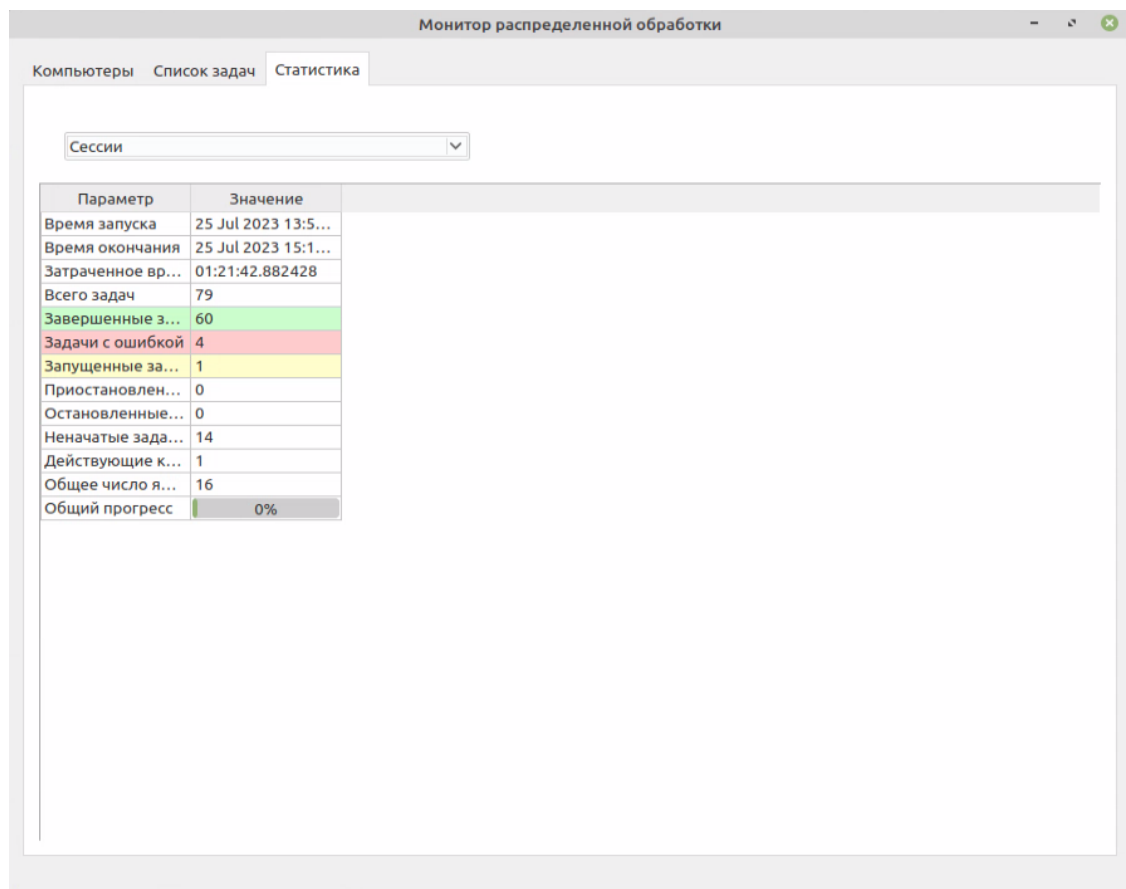 Монитор распределенной обработки
Компьютеры Список задач Статистика
Сессии
Параметр Значение
Время запуска 25 Jul 2023 13:5...
Время окончания 25 Jul 2023 15:1...
Затраченное вр... 01:21:42.882428
Всего задач 79
Завершенные з... 60
Задачи с ошибкой 4
Запущенные за... 1
Приостановлен... 0
Остановленные... 0
Неначатые зада... 14
Действующие к... 1
Общее число я... 16
Общий прогресс 0%